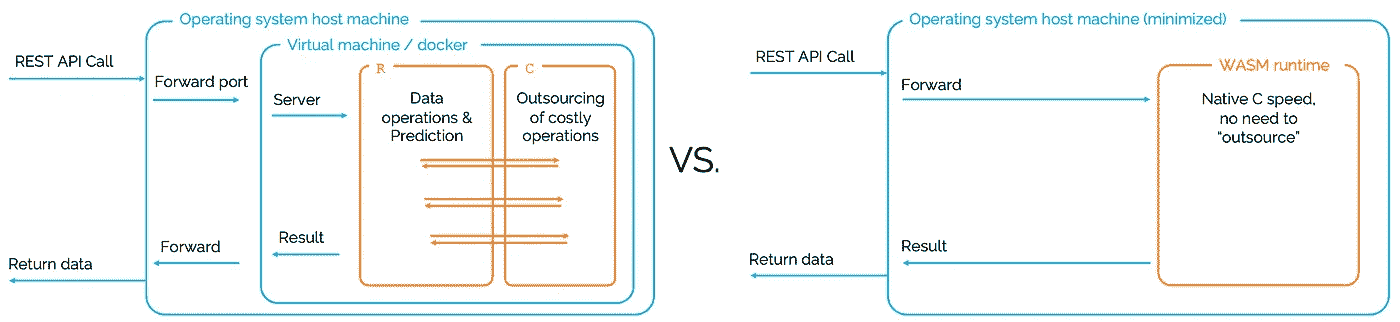 Operating system host machine
Virtual machine / docker
REST API Call
Forward port
Server
R
Data
operations &
Prediction
C
Outsourcing
of costly
operations
Result
Forward
Return data
VS.
Operating system host machine (minimized)
REST API Call
Forward
WASM runtime
Native C speed,
no need to
“outsource”
Result
Return data